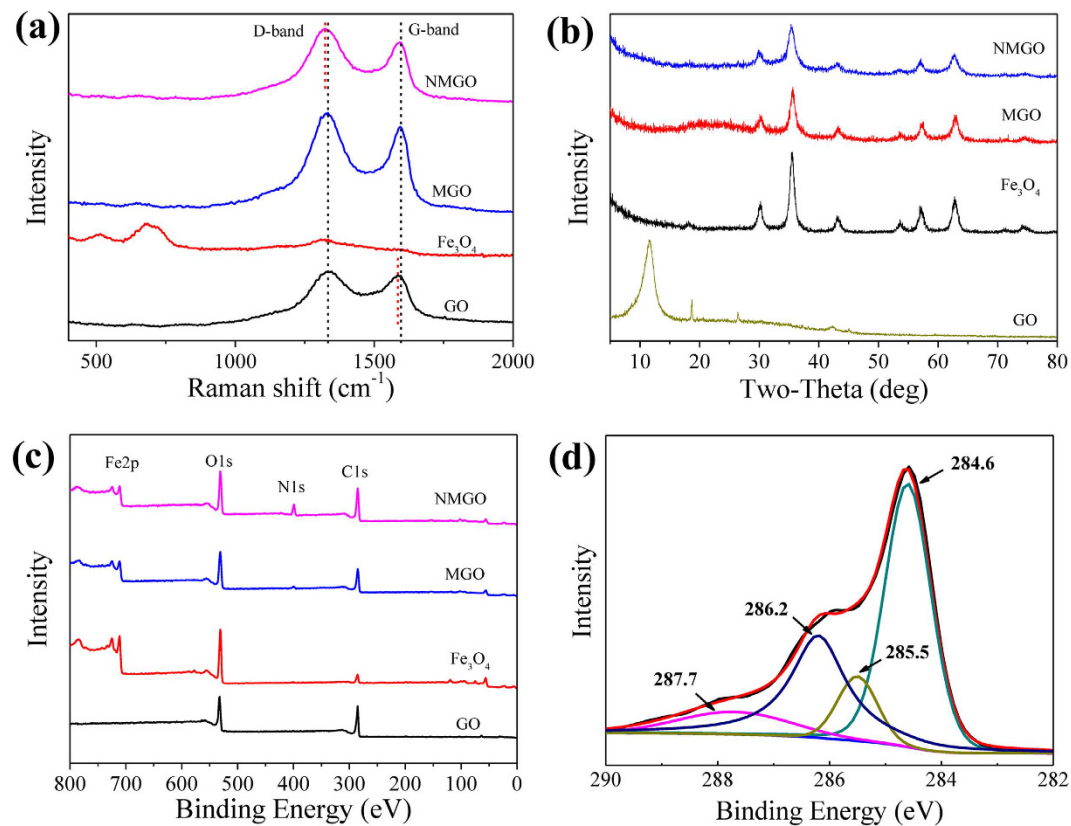 (a)
D-band
G-band
NMGO
MGO
Fe₃O₄
GO
Intensity
500
1000
1500
2000
Raman shift (cm⁻¹)
(b)
NMGO
MGO
Fe₃O₄
GO
Intensity
10
20
30
40
50
60
70
80
Two-Theta (deg)
(c)
Fe2p
O1s
N1s
C1s
NMGO
MGO
Fe₃O₄
GO
Intensity
800
700
600
500
400
300
200
100
0
Binding Energy (eV)
(d)
284.6
286.2
285.5
287.7
Intensity
290
288
286
284
282
Binding Energy (eV)